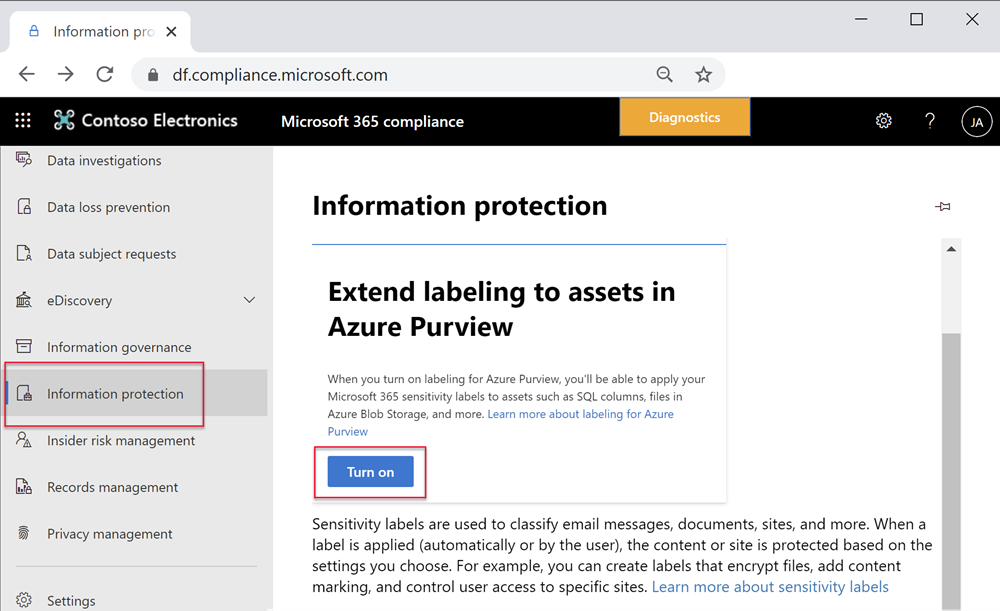 Information pro
df.compliance.microsoft.com
Contoso Electronics
Microsoft 365 compliance
Diagnostics
?
JA
Data investigations
Data loss prevention
Data subject requests
eDiscovery
Information governance
Information protection
Insider risk management
Records management
Privacy management
Settings
Information protection
Extend labeling to assets in
Azure Purview
When you turn on labeling for Azure Purview, you'll be able to apply your
Microsoft 365 sensitivity labels to assets such as SQL columns, files in
Azure Blob Storage, and more. Learn more about labeling for Azure
Purview
Turn on
Sensitivity labels are used to classify email messages, documents, sites, and more. When a
label is applied (automatically or by the user), the content or site is protected based on the
settings you choose. For example, you can create labels that encrypt files, add content
marking, and control user access to specific sites. Learn more about sensitivity labels